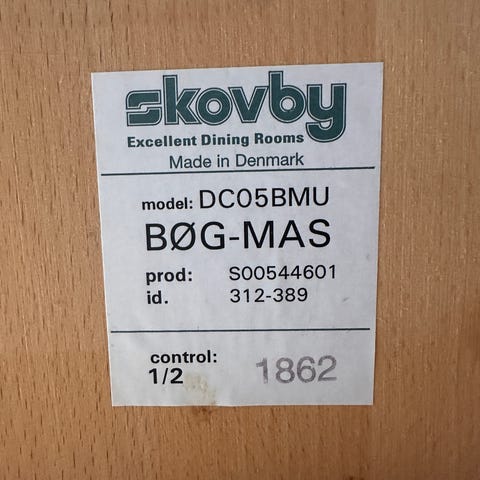 skovby
Excellent Dining Rooms
Made in Denmark
model: DC05BMU
BØG-MAS
prod: S00544601
id. 312-389
control:
1/2 1862